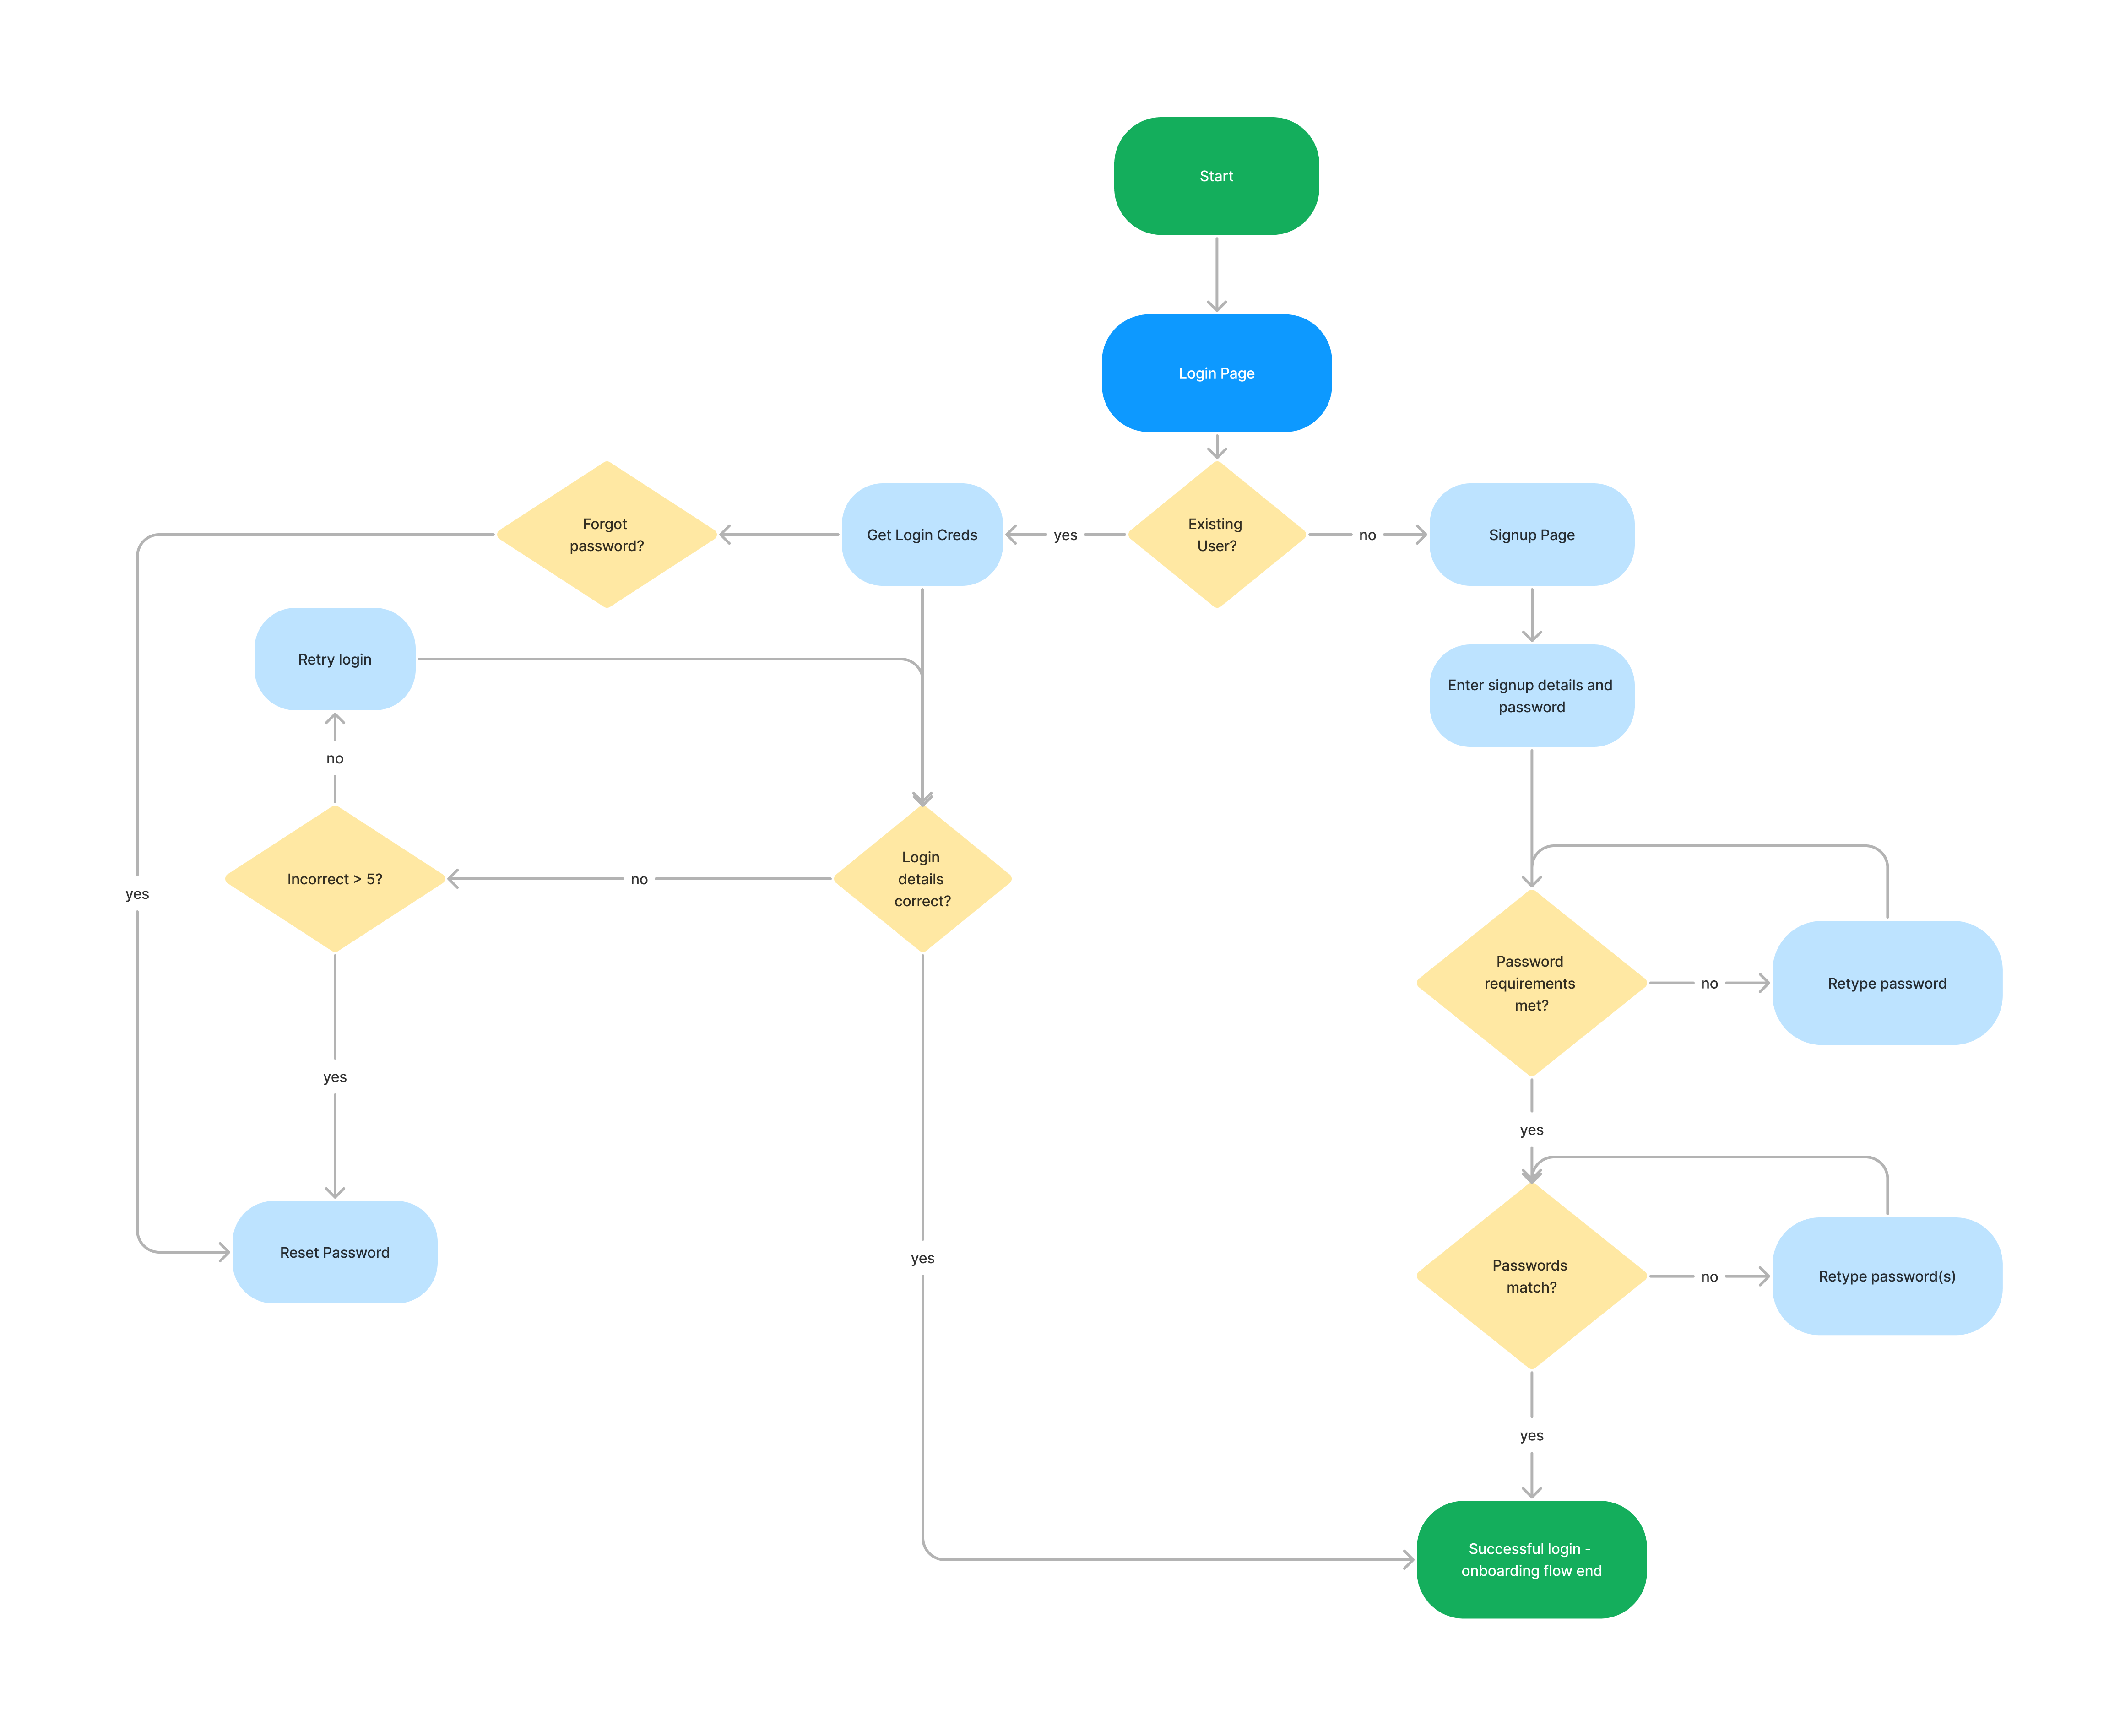 Start
Login Page
Forgot
password?
Get Login Creds
yes
Existing
User?
no
Signup Page
Retry login
Enter signup details and
password
no
Login
details
correct?
Incorrect > 5?
no
yes
Password
requirements
met?
no
Retype password
yes
yes
Reset Password
yes
Passwords
match?
no
Retype password(s)
yes
Successful login -
onboarding flow end